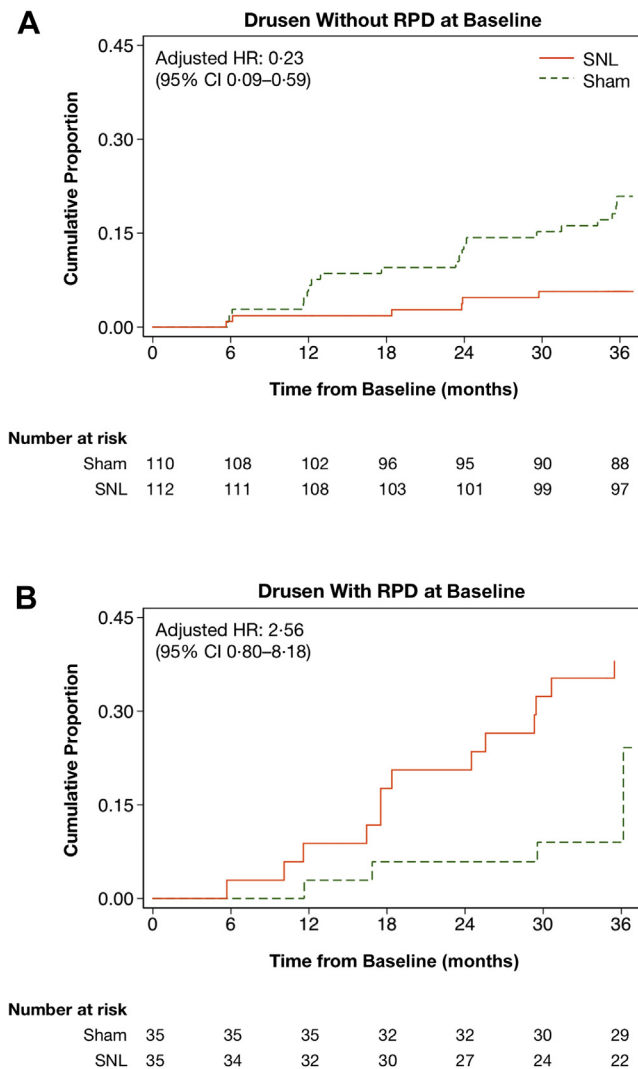 A
Drusen Without RPD at Baseline
Adjusted HR: 0·23
(95% CI 0·09–0·59)
SNL
Sham
Cumulative Proportion
0.45
0.30
0.15
0.00
0 6 12 18 24 30 36
Time from Baseline (months)
Number at risk
Sham 110 108 102 96 95 90 88
SNL 112 111 108 103 101 99 97
B
Drusen With RPD at Baseline
Adjusted HR: 2·56
(95% CI 0·80–8·18)
Cumulative Proportion
0.45
0.30
0.15
0.00
0 6 12 18 24 30 36
Time from Baseline (months)
Number at risk
Sham 35 35 35 32 32 30 29
SNL 35 34 32 30 27 24 22